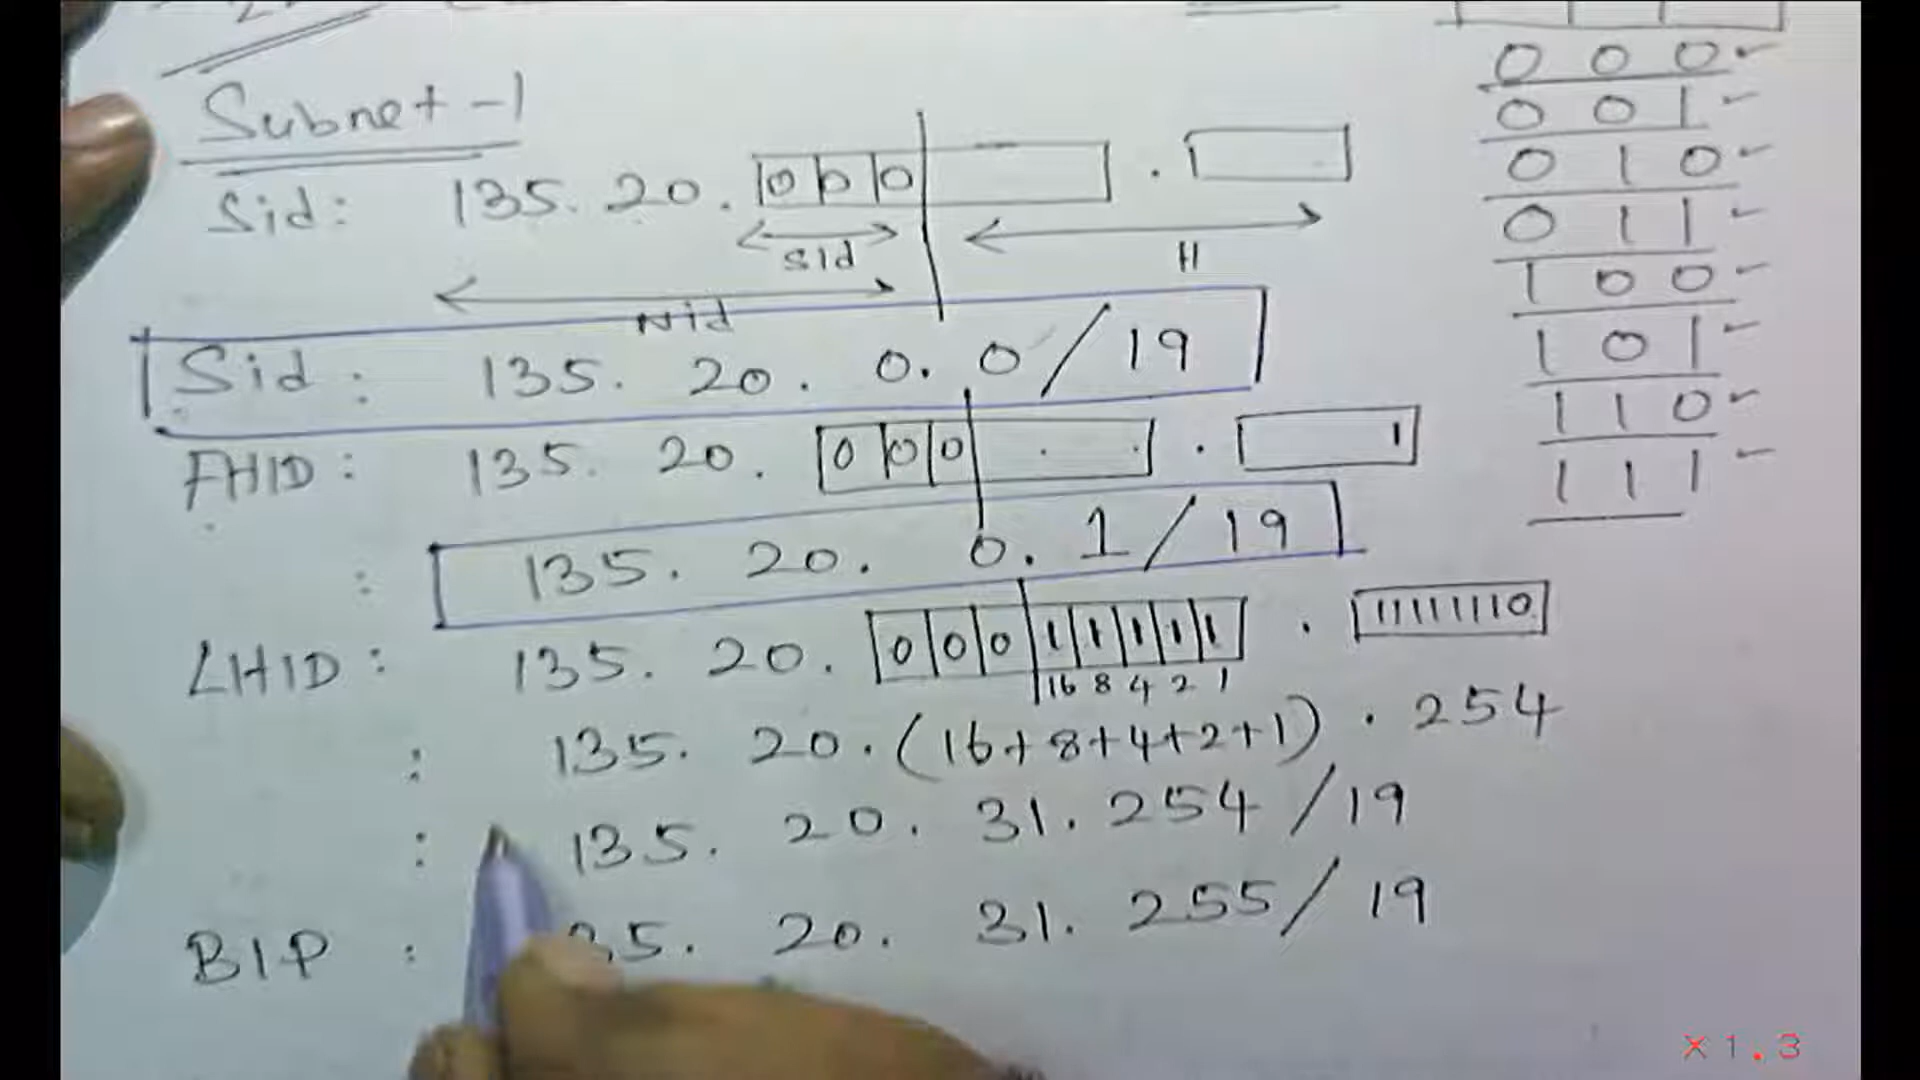 Subnet-1
Sid: 135. 20. 0 0 0 .
Sid H
Nid
Sid: 135. 20. 0. 0/19
FHID: 135. 20. 0 0 0 . 1
: 135. 20. 0. 1/19
LHID: 135. 20. 0 0 0 1 1 1 1 1 . 11111110
16 8 4 2 1
: 135. 20. (16+8+4+2+1) . 254
: 135. 20. 31. 254/19
BIP: 35. 20. 31. 255/19
0 0 0 ✓
0 0 1 ✓
0 1 0 ✓
0 1 1 ✓
1 0 0 ✓
1 0 1 ✓
1 1 0 ✓
1 1 1 ✓
×1.3